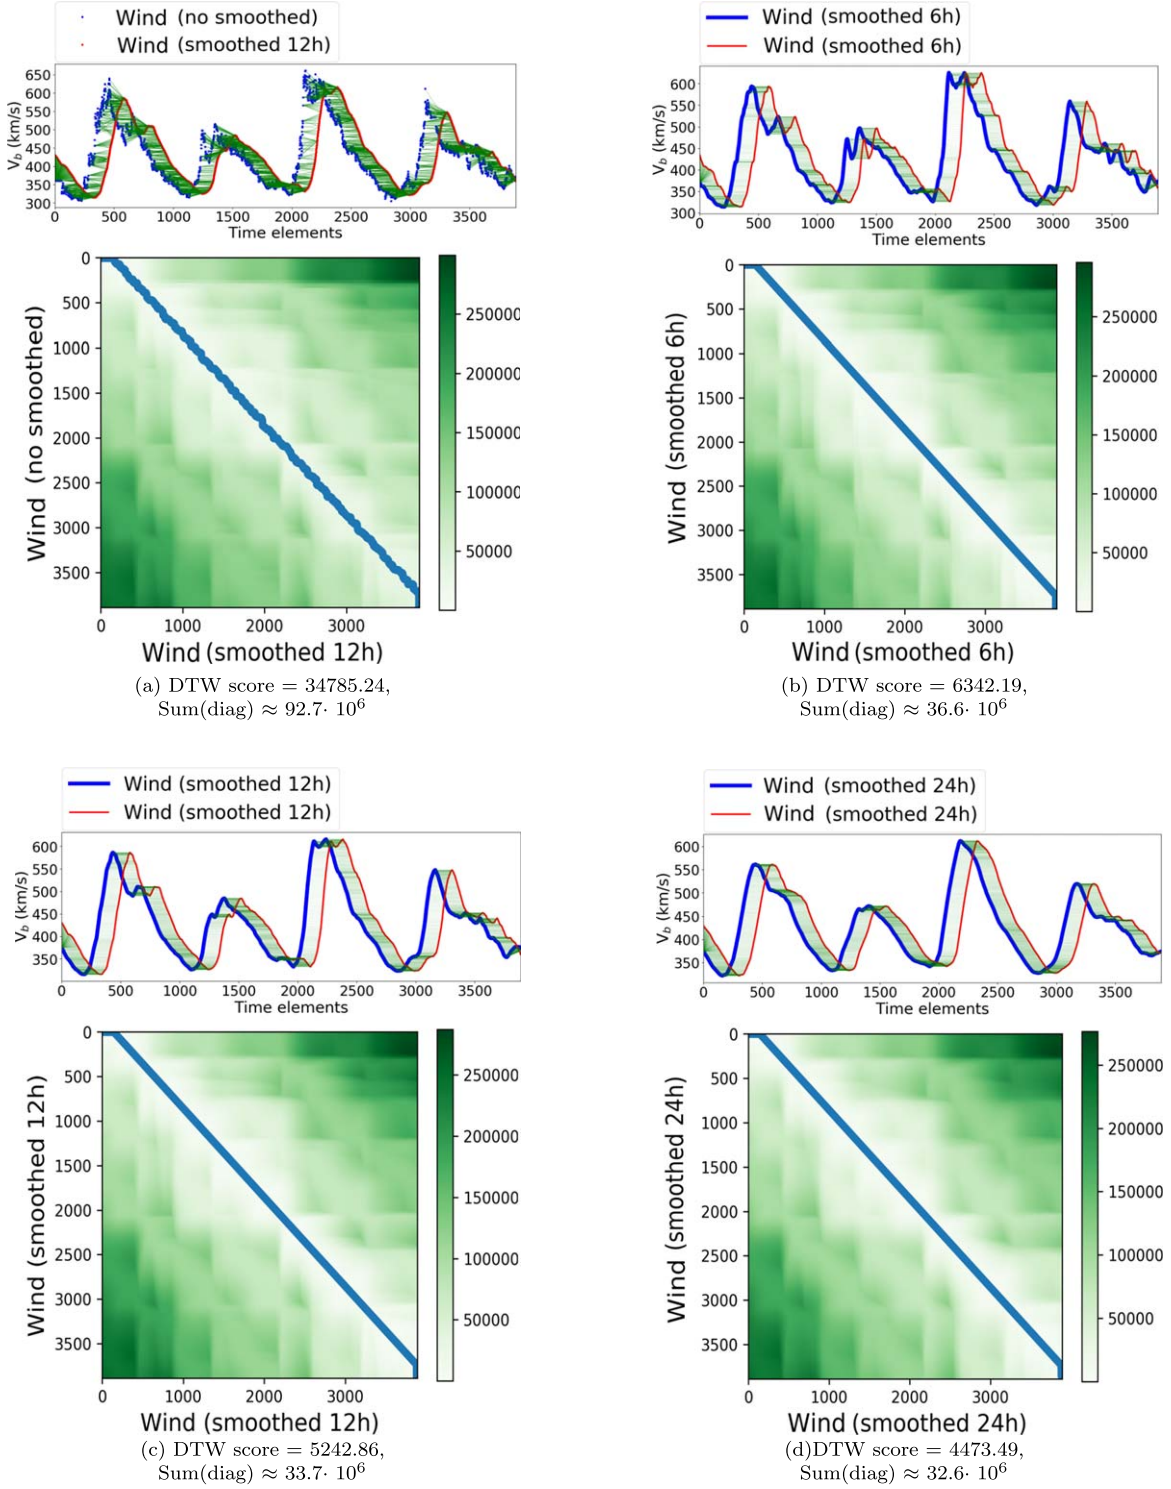 Wind (no smoothed)
Wind (smoothed 12h)
650
600
550
500
450
400
350
300
V_b (km/s)
0 500 1000 1500 2000 2500 3000 3500
Time elements
0
500
1000
1500
2000
2500
3000
3500
Wind (no smoothed)
0 1000 2000 3000
Wind (smoothed 12h)
250000
200000
150000
100000
50000
(a) DTW score = 34785.24,
Sum(diag) ≈ 92.7· 10^6
Wind (smoothed 6h)
Wind (smoothed 6h)
600
550
500
450
400
350
300
V_b (km/s)
0 500 1000 1500 2000 2500 3000 3500
Time elements
0
500
1000
1500
2000
2500
3000
3500
Wind (smoothed 6h)
0 1000 2000 3000
Wind (smoothed 6h)
250000
200000
150000
100000
50000
(b) DTW score = 6342.19,
Sum(diag) ≈ 36.6· 10^6
Wind (smoothed 12h)
Wind (smoothed 12h)
600
550
500
450
400
350
V_b (km/s)
0 500 1000 1500 2000 2500 3000 3500
Time elements
0
500
1000
1500
2000
2500
3000
3500
Wind (smoothed 12h)
0 1000 2000 3000
Wind (smoothed 12h)
250000
200000
150000
100000
50000
(c) DTW score = 5242.86,
Sum(diag) ≈ 33.7· 10^6
Wind (smoothed 24h)
Wind (smoothed 24h)
600
550
500
450
400
350
V_b (km/s)
0 500 1000 1500 2000 2500 3000 3500
Time elements
0
500
1000
1500
2000
2500
3000
3500
Wind (smoothed 24h)
0 1000 2000 3000
Wind (smoothed 24h)
250000
200000
150000
100000
50000
(d)DTW score = 4473.49,
Sum(diag) ≈ 32.6· 10^6